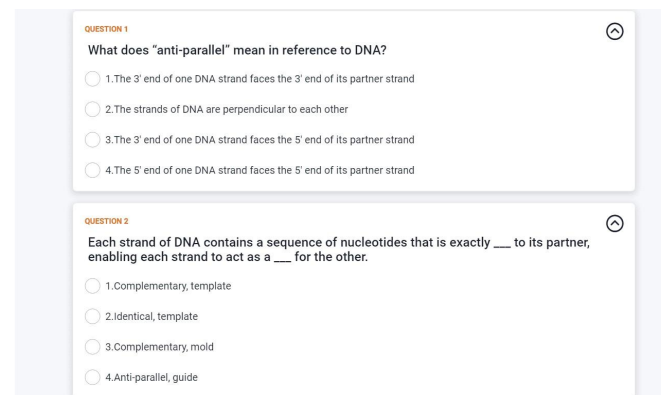 QUESTION 1
What does “anti-parallel” mean in reference to DNA?
1.The 3' end of one DNA strand faces the 3' end of its partner strand
2.The strands of DNA are perpendicular to each other
3.The 3' end of one DNA strand faces the 5' end of its partner strand
4.The 5' end of one DNA strand faces the 5' end of its partner strand
QUESTION 2
Each strand of DNA contains a sequence of nucleotides that is exactly ___ to its partner,
enabling each strand to act as a ___ for the other.
1.Complementary, template
2.Identical, template
3.Complementary, mold
4.Anti-parallel, guide